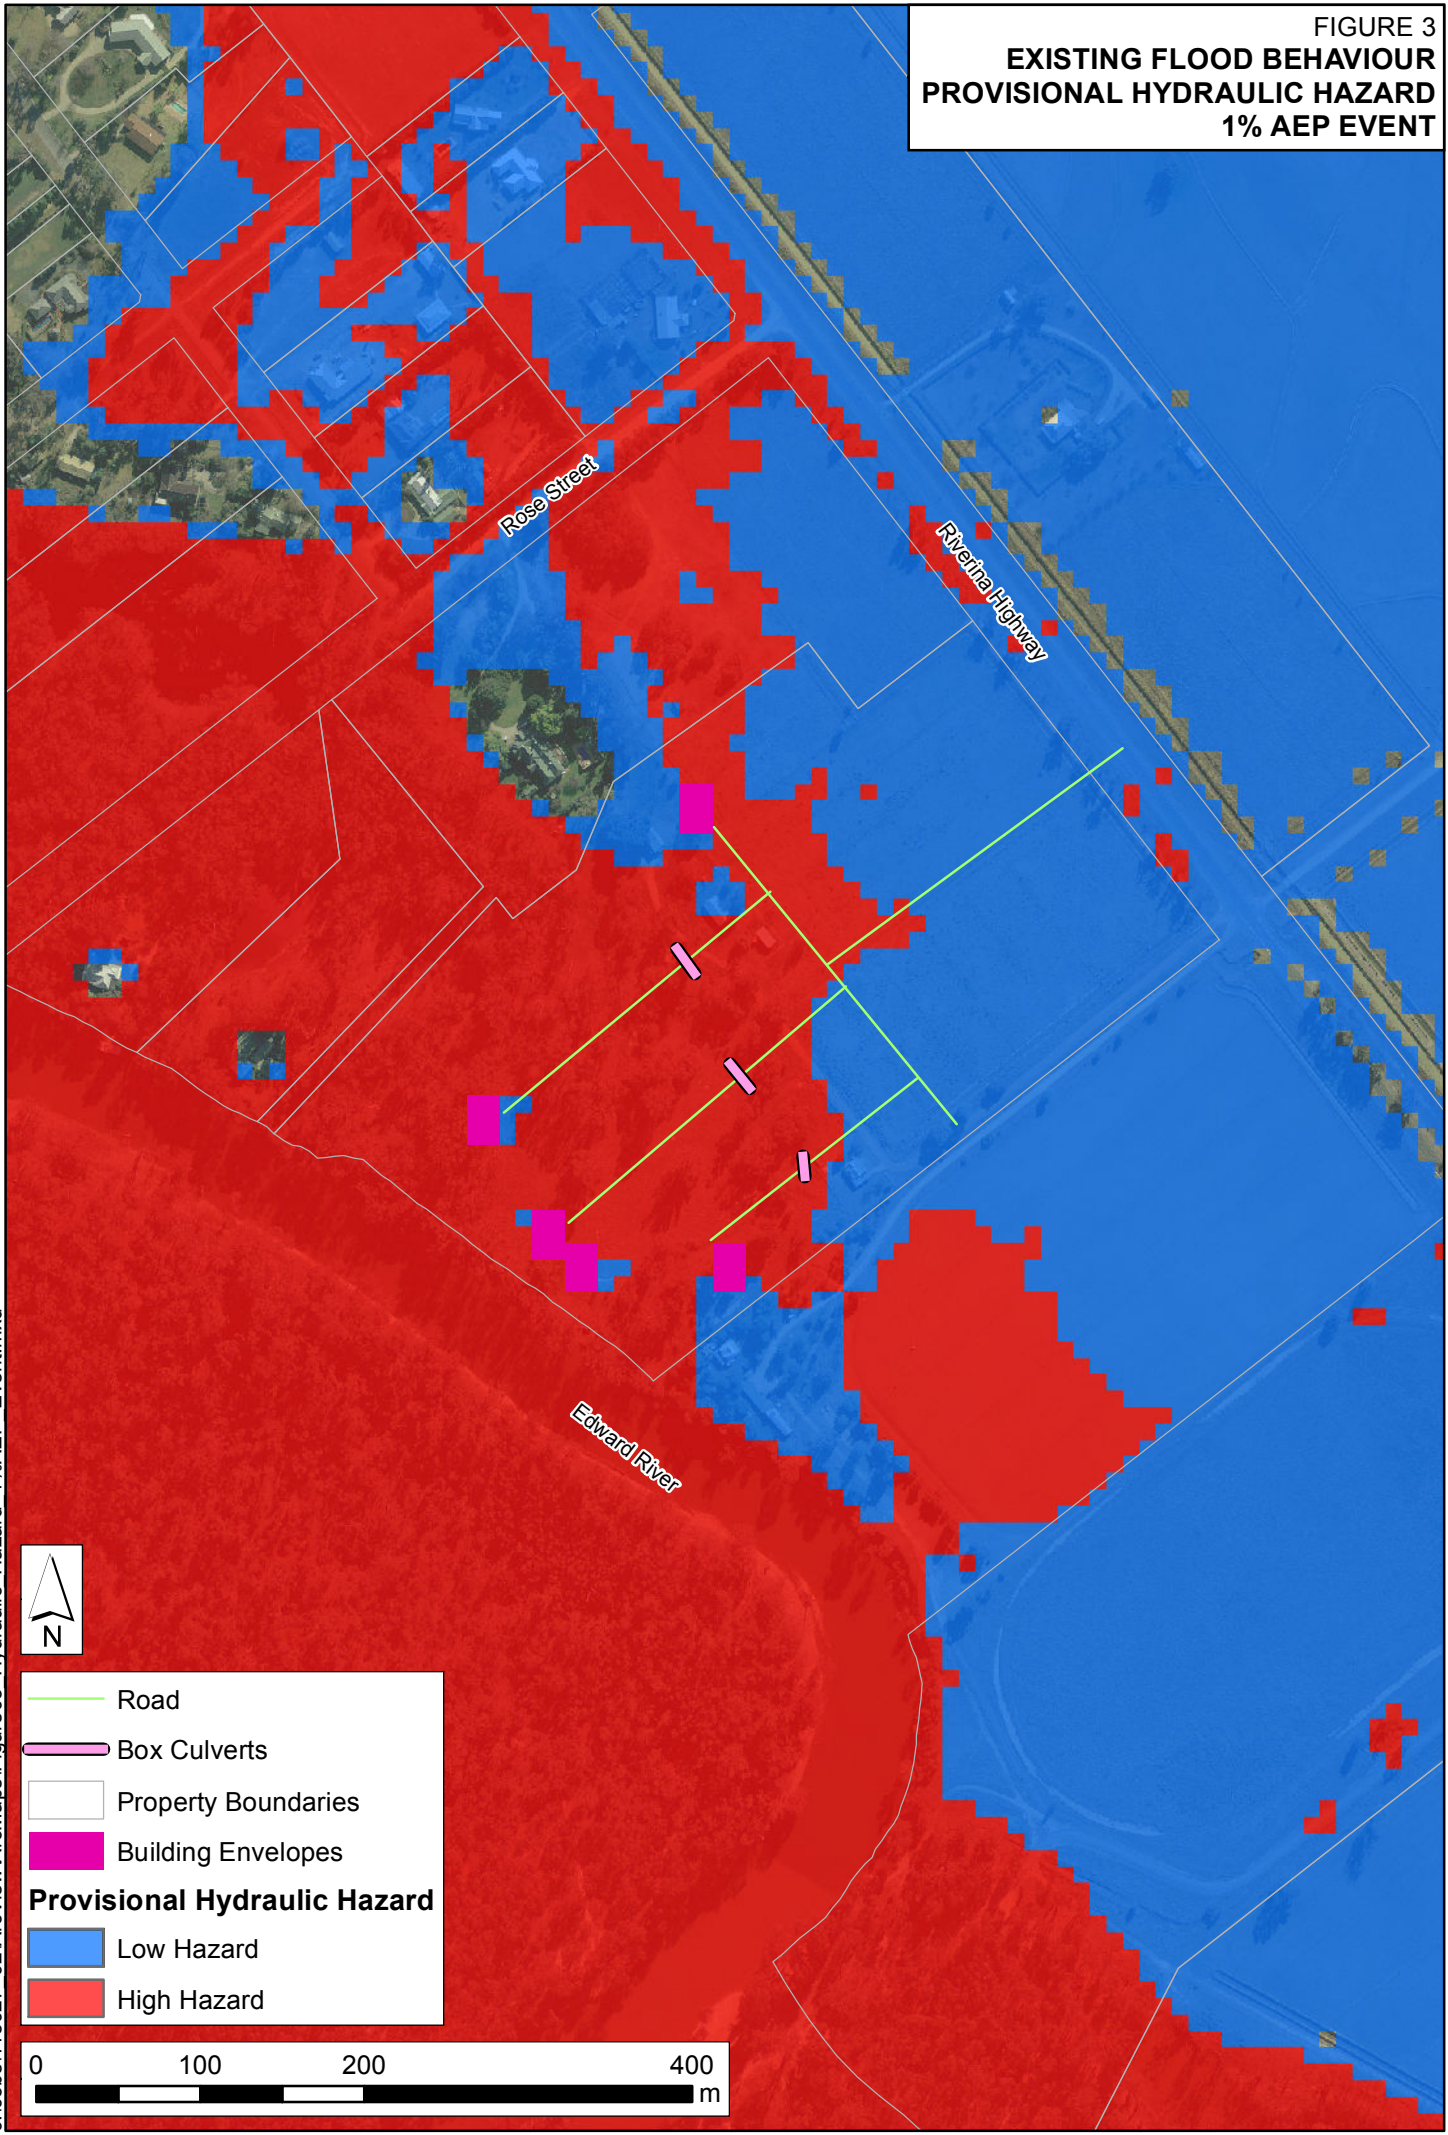 FIGURE 3
EXISTING FLOOD BEHAVIOUR
PROVISIONAL HYDRAULIC HAZARD
1% AEP EVENT
Rose Street
Riverina Highway
Edward River
N
Road
Box Culverts
Property Boundaries
Building Envelopes
Provisional Hydraulic Hazard
Low Hazard
High Hazard
0 100 200 400
m